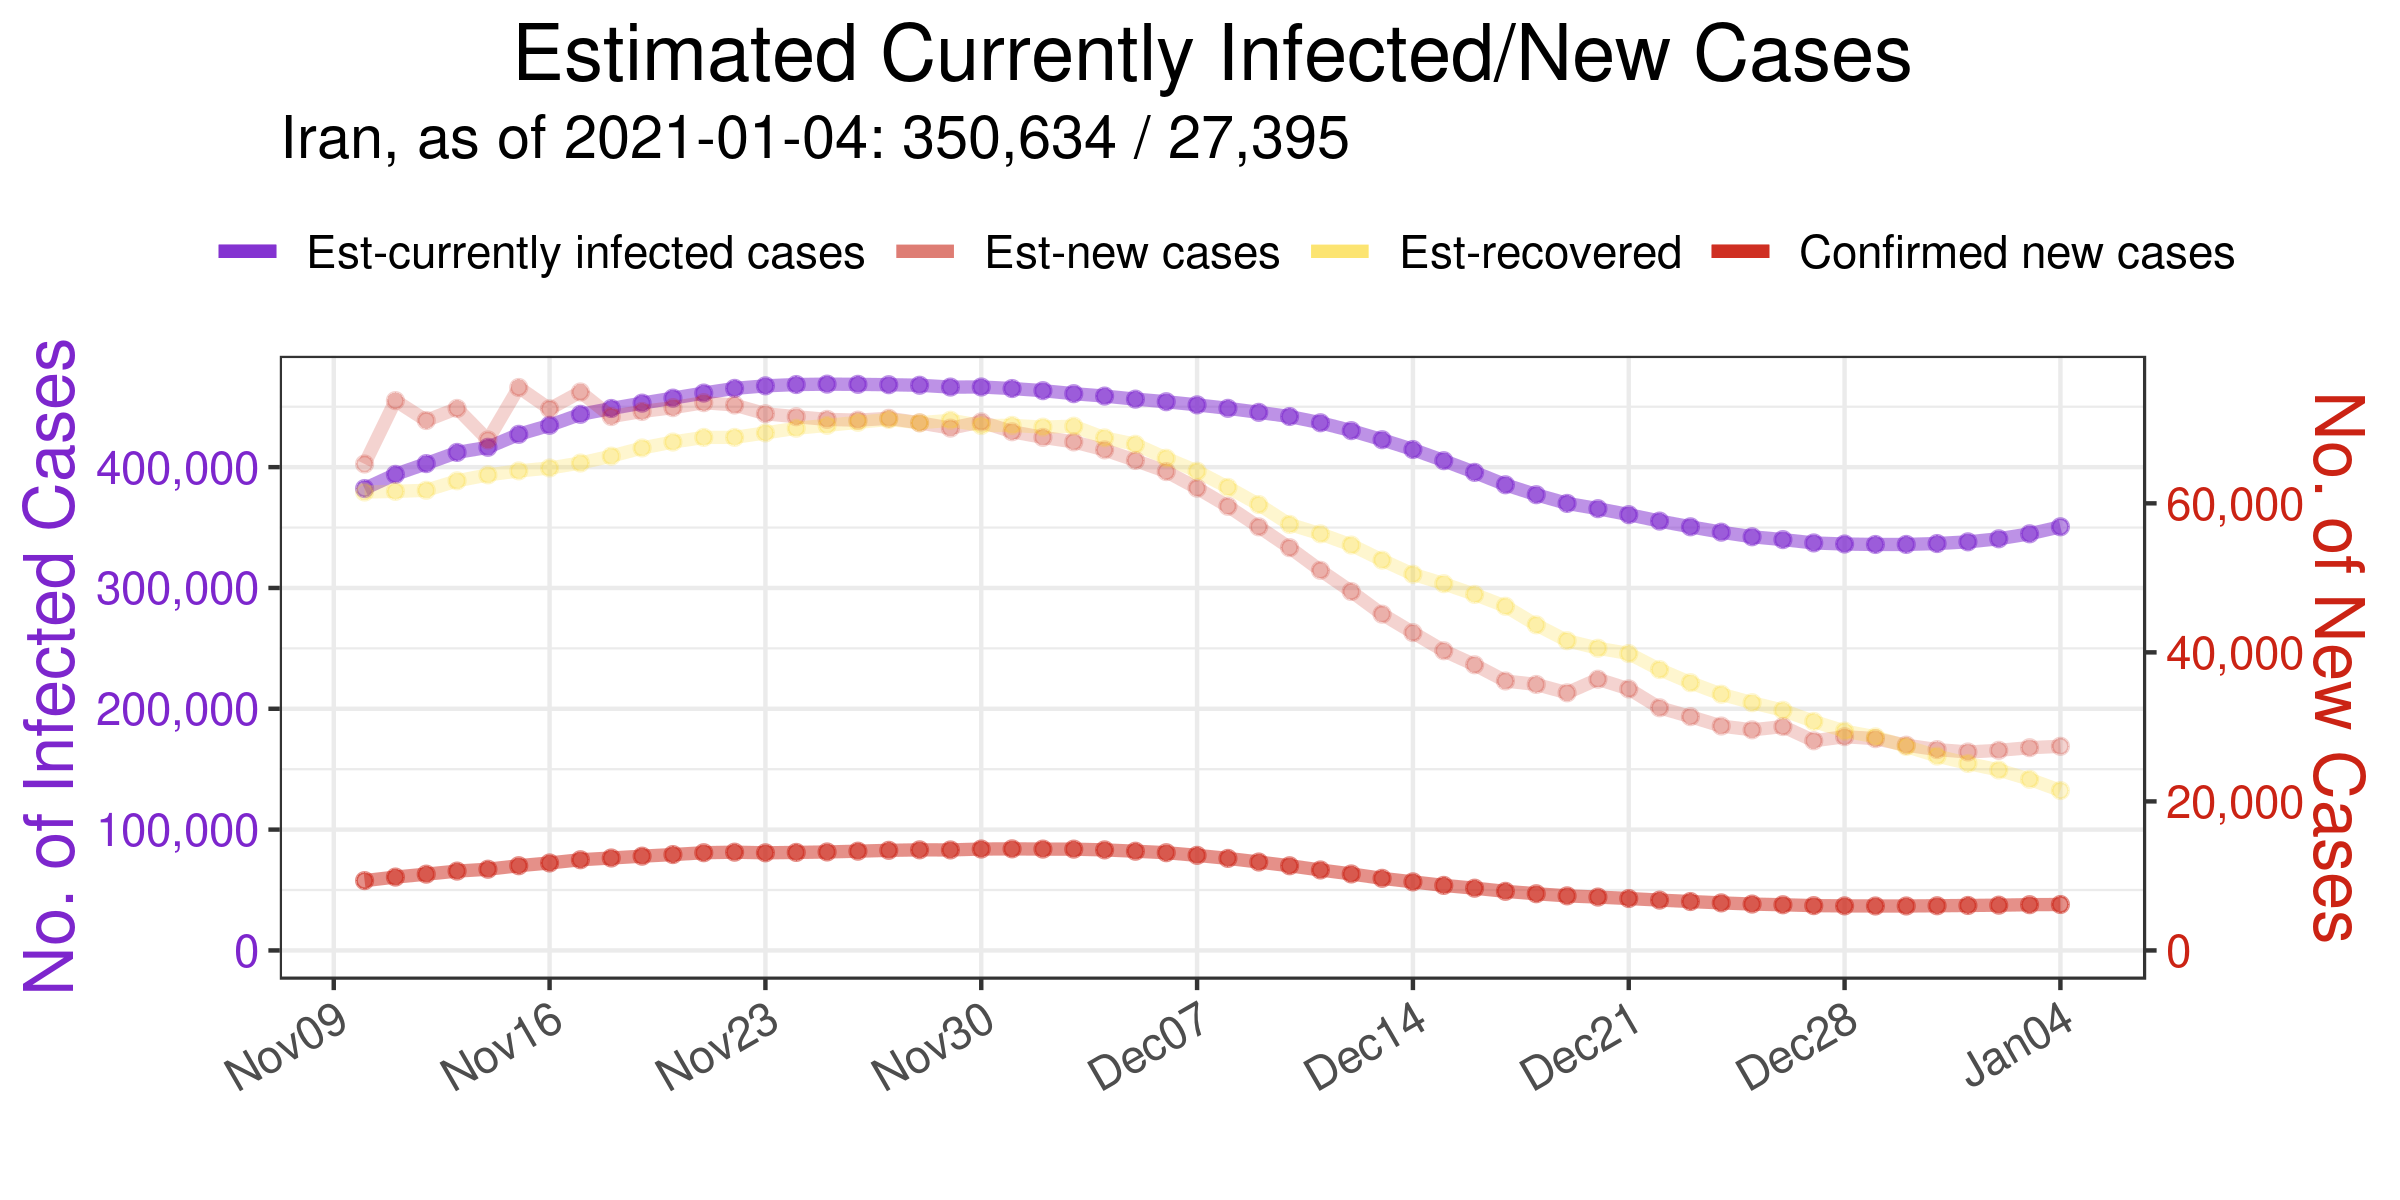 Estimated Currently Infected/New Cases
Iran, as of 2021-01-04: 350,634 / 27,395
Est-currently infected cases Est-new cases Est-recovered Confirmed new cases
No. of Infected Cases
400,000
300,000
200,000
100,000
0
No. of New Cases
60,000
40,000
20,000
0
Nov09 Nov16 Nov23 Nov30 Dec07 Dec14 Dec21 Dec28 Jan04